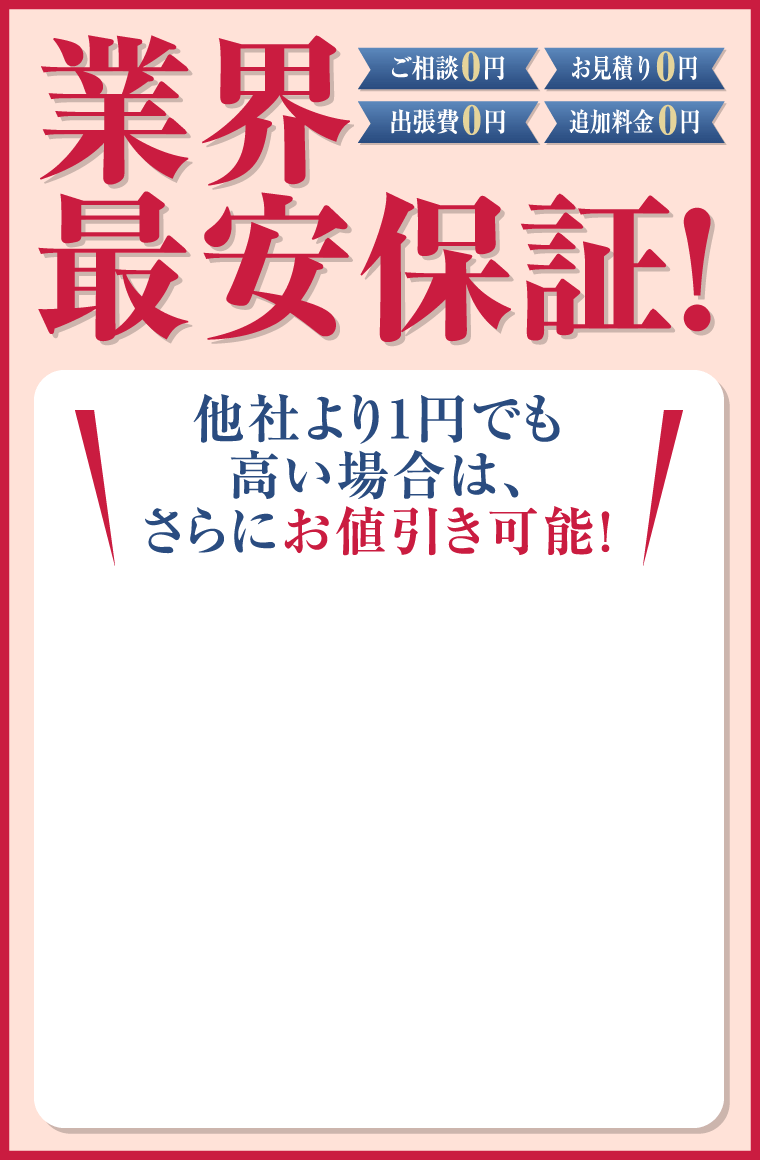 業界
ご相談0円
お見積り0円
出張費0円
追加料金0円
最安保証!
他社より1円でも
高い場合は、
さらにお値引き可能!